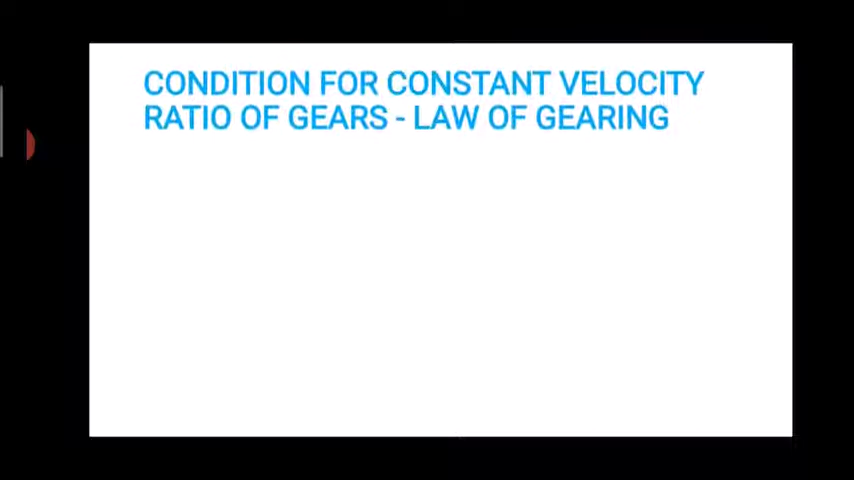 CONDITION FOR CONSTANT VELOCITY
RATIO OF GEARS - LAW OF GEARING